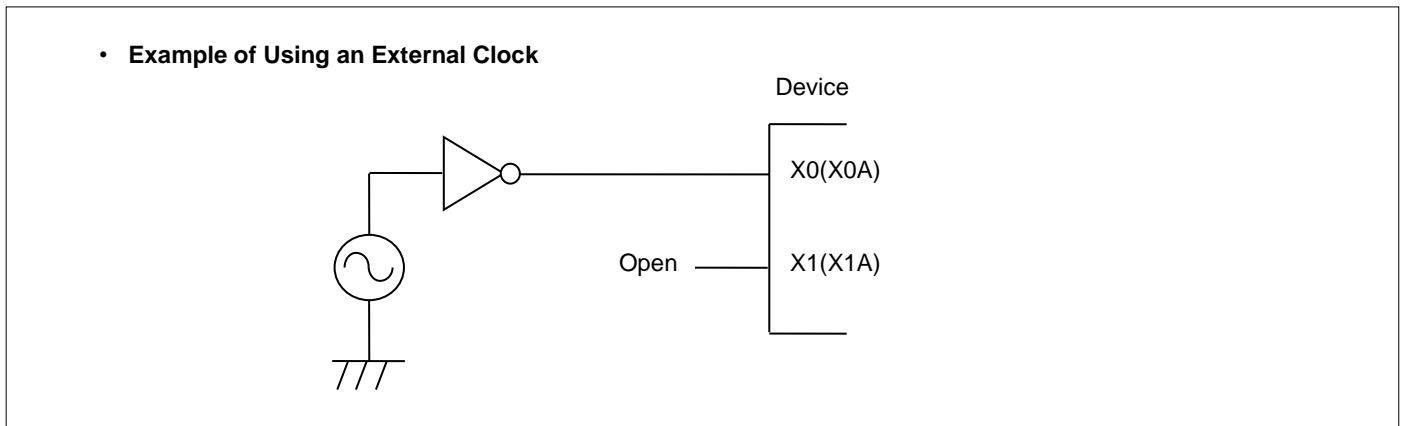 • Example of Using an External Clock
Device
X0(X0A)
Open
X1(X1A)